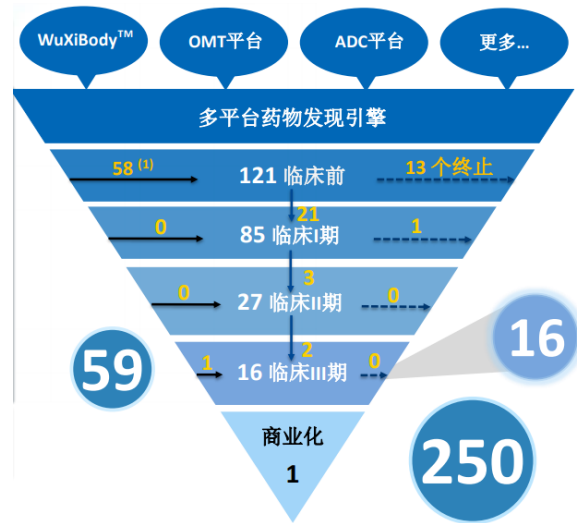 WuXiBody™
OMT平台
ADC平台
更多...
多平台药物发现引擎
58 (1)
121 临床前
13 个终止
21
0
85 临床I期
1
3
0
27 临床II期
0
2
1
16 临床III期
0
16
59
商业化
1
250